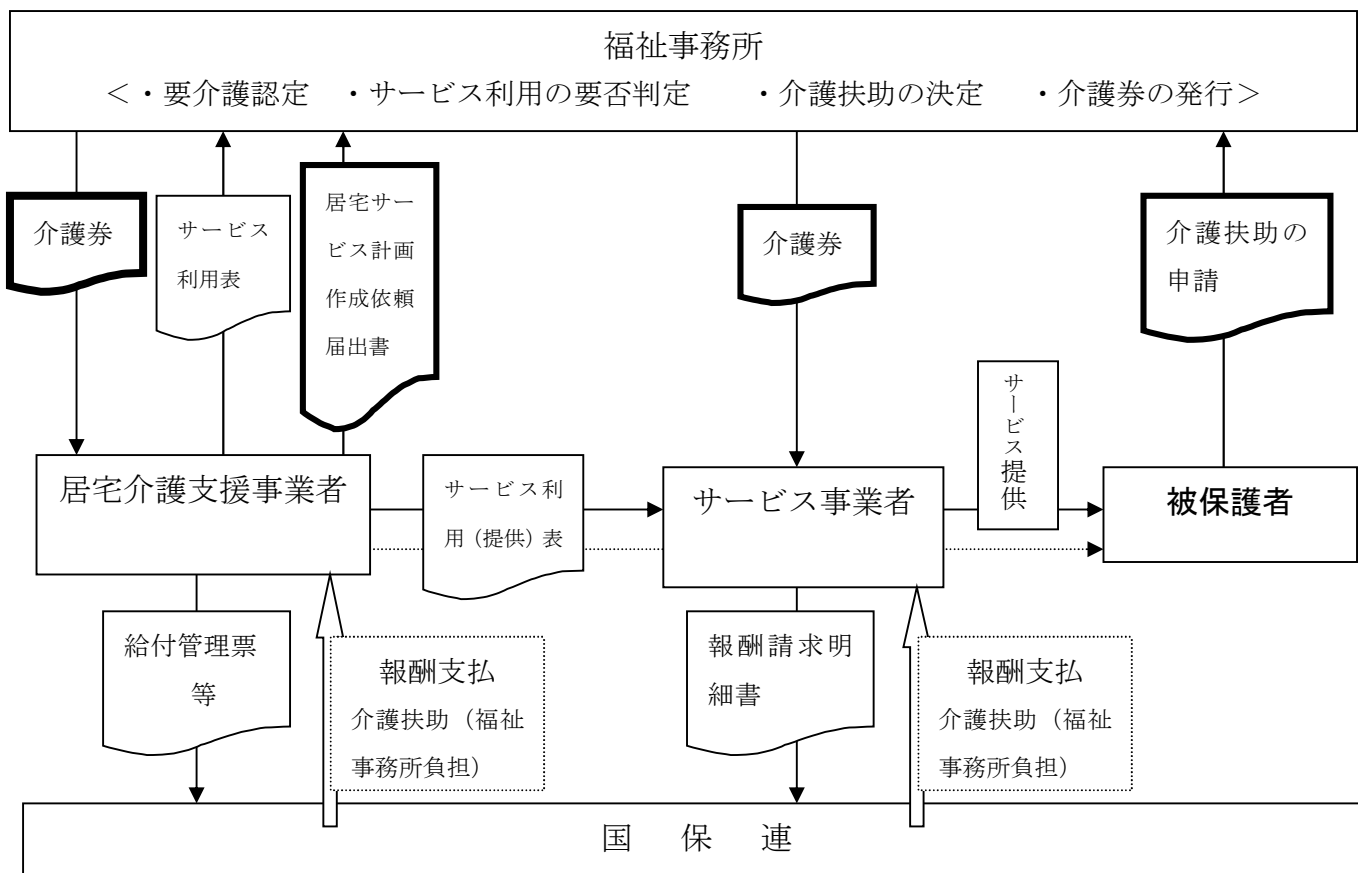 福祉事務所
＜・要介護認定　・サービス利用の要否判定　　・介護扶助の決定　・介護券の発行＞
介護券
サービス
利用表
居宅サー
ビス計画
作成依頼
届出書
介護券
介護扶助の
申請
サービス提供
居宅介護支援事業者
サービス利
用（提供）表
サービス事業者
被保護者
給付管理票
等
報酬支払
介護扶助（福祉
事務所負担）
報酬請求明
細書
報酬支払
介護扶助（福祉
事務所負担）
国　保　連